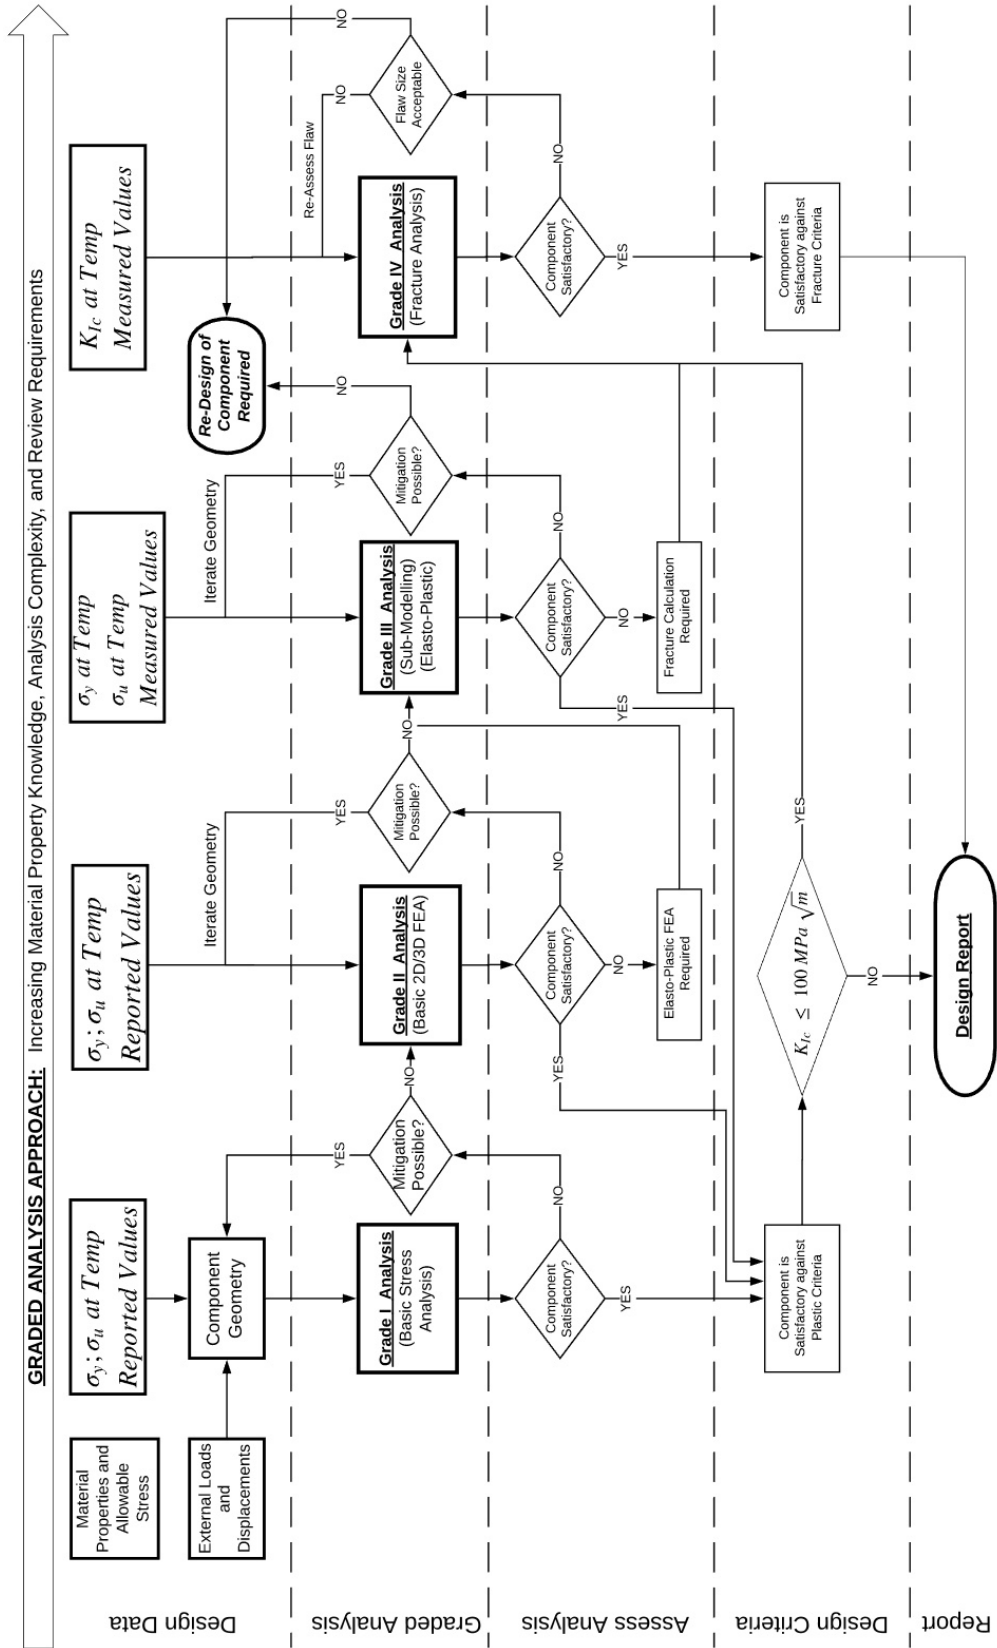 GRADED ANALYSIS APPROACH: Increasing Material Property Knowledge, Analysis Complexity, and Review Requirements
Design Data
Material
Properties and
Allowable
Stress
σy; σu at Temp
Reported Values
σy; σu at Temp
Reported Values
σy at Temp
σu at Temp
Measured Values
KIc at Temp
Measured Values
External Loads
and
Displacements
Component
Geometry
Iterate Geometry
Iterate Geometry
Re-Design of
Component
Required
Re-Assess Flaw
Graded Analysis
YES
YES
YES
NO
NO
NO
Grade I Analysis
(Basic Stress
Analysis)
Mitigation
Possible?
NO
Grade II Analysis
(Basic 2D/3D FEA)
Mitigation
Possible?
NO
Grade III Analysis
(Sub-Modelling)
(Elasto-Plastic)
Mitigation
Possible?
Grade IV Analysis
(Fracture Analysis)
Flaw Size
Acceptable
Assess Analysis
Component
Satisfactory?
NO
YES
Component
Satisfactory?
NO
YES
NO
Component
Satisfactory?
NO
YES
NO
Component
Satisfactory?
NO
YES
Elasto-Plastic FEA
Required
Fracture Calculation
Required
Design Criteria
Component is
Satisfactory against
Plastic Criteria
KIc ≤ 100 MPa √m
YES
NO
Component is
Satisfactory against
Fracture Criteria
Report
Design Report